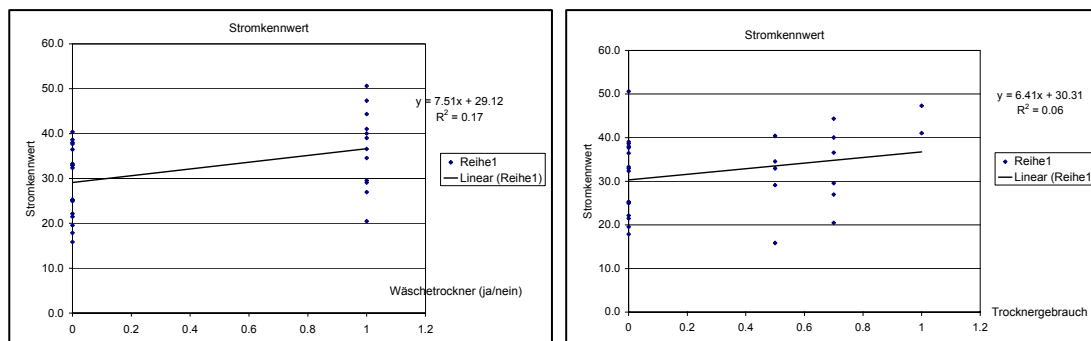 Stromkennwert
60.0
50.0
40.0
30.0
20.0
10.0
0.0
Stromkennwert
y = 7.51x + 29.12
R² = 0.17
Reihe1
Linear (Reihe1)
Wäschetrockner (ja/nein)
0 0.2 0.4 0.6 0.8 1 1.2
Stromkennwert
60.0
50.0
40.0
30.0
20.0
10.0
0.0
Stromkennwert
y = 6.41x + 30.31
R² = 0.06
Reihe1
Linear (Reihe1
Trocknergebrauch
0 0.2 0.4 0.6 0.8 1 1.2